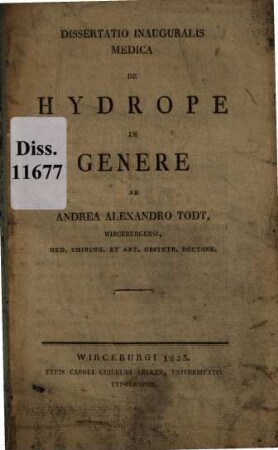 DISSERTATIO INAUGURALIS
MEDICA
DE
HYDROPE
IN
GENERE
AB
ANDREA ALEXANDRO TODT,
WIRCEBURGENSI,
MED. CHIRURG. ET ART. OBSTETR. DOCTORE.
WIRCEBURGI 1825.
TYPIS CAROLI GUILIELMI BECKER, UNIVERSITATIS
TYPOGRAPHI.
Diss.
11677